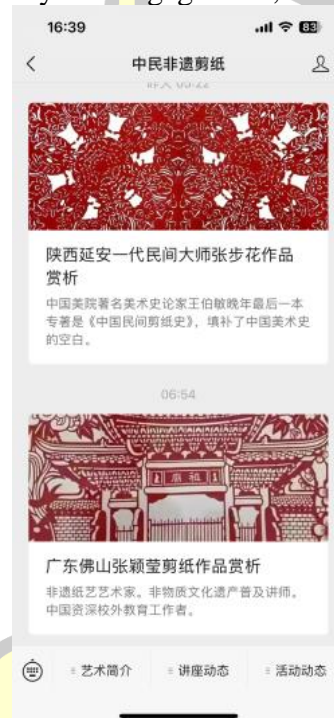 16:39
83
中民非遗剪纸
陕西延安一代民间大师张步花作品
赏析
中国美院著名美术史论家王伯敏晚年最后一本
专著是《中国民间剪纸史》，填补了中国美术史
的空白。
06:54
祖廟
广东佛山张颖莹剪纸作品赏析
非遗纸艺艺术家。非物质文化遗产普及讲师。
中国资深校外教育工作者。
艺术简介
讲座动态
活动动态